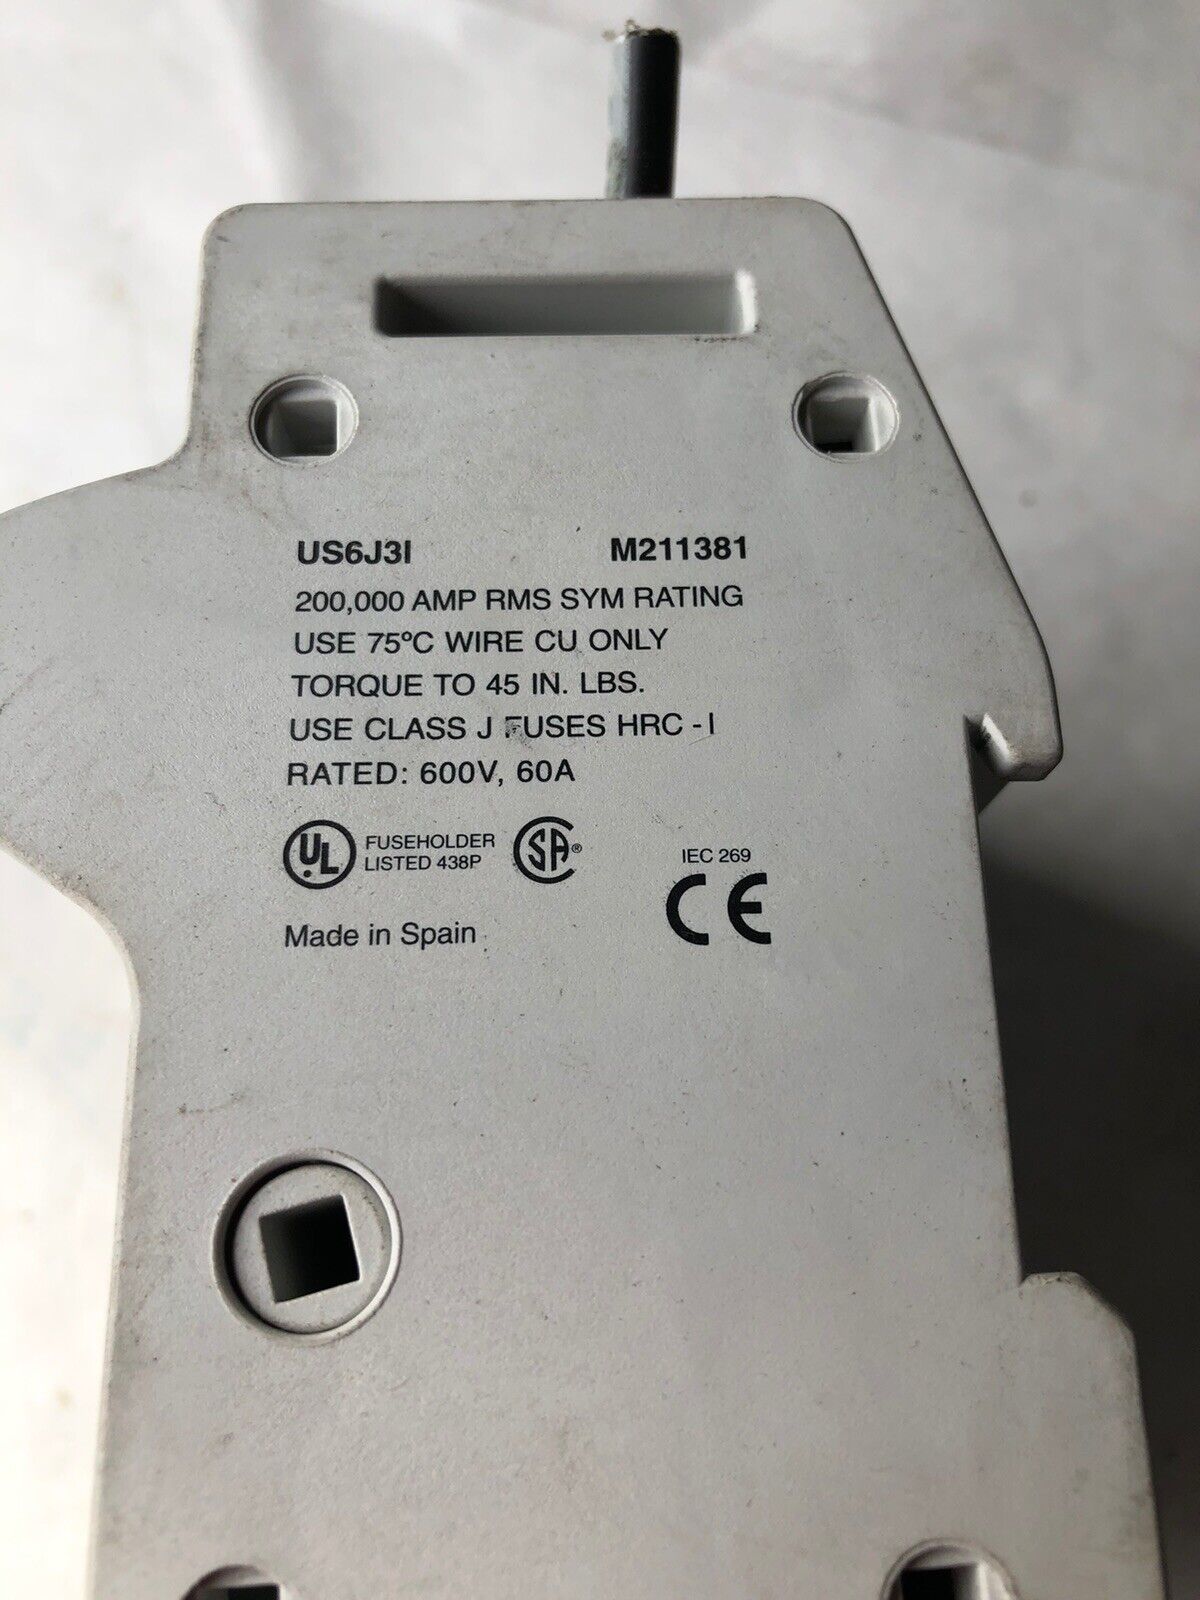 US6J3I M211381
200,000 AMP RMS SYM RATING
USE 75ºC WIRE CU ONLY
TORQUE TO 45 IN. LBS.
USE CLASS J FUSES HRC - I
RATED: 600V, 60A
UL FUSEHOLDER SA® IEC 269
LISTED 438P CE
Made in Spain